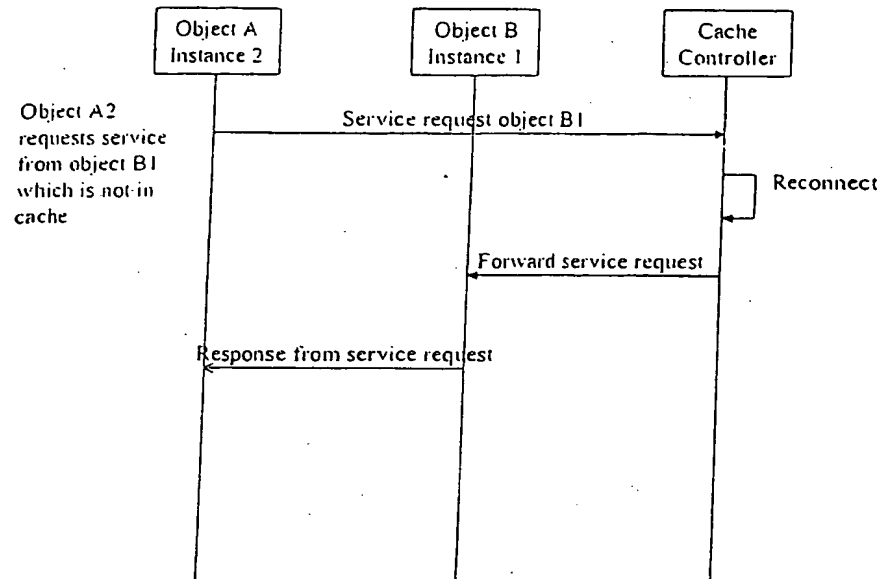 Object A
Instance 2
Object B
Instance 1
Cache
Controller
Object A2
requests service
from object B1
which is not in
cache
Service request object B1
Reconnect
Forward service request
Response from service request